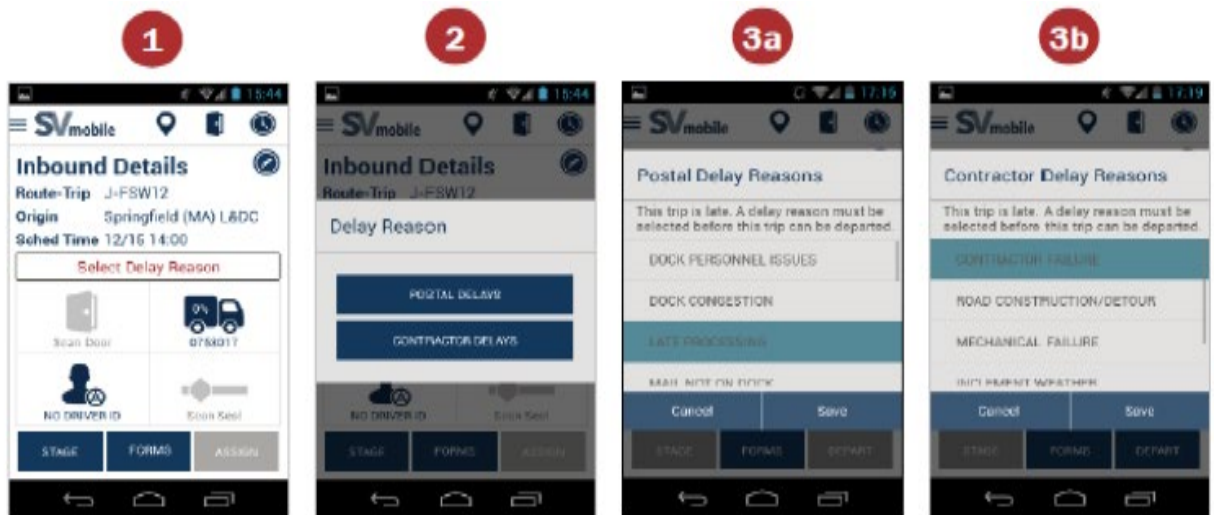 1
2
3a
3b
15:44
SVmobile
Inbound Details
Route-Trip J-FSW12
Origin Springfield (MA) L&DC
Sched Time 12/15 14:00
Select Delay Reason
Scan Door
0%
0753017
NO DRIVER ID
Scan Seal
STAGE FORMS ASSIGN
15:44
SVmobile
Inbound Details
Route-Trip J-FSW12
Delay Reason
POSTAL DELAYS
CONTRACTOR DELAYS
NO DRIVER ID
Scan Seal
STAGE FORMS ASSIGN
17:15
SVmobile
Postal Delay Reasons
This trip is late. A delay reason must be
selected before this trip can be departed.
DOCK PERSONNEL ISSUES
DOCK CONGESTION
LATE PROCESSING
MAIL NOT ON DOCK
Cancel Save
STAGE FORMS DEPART
17:19
SVmobile
Contractor Delay Reasons
This trip is late. A delay reason must be
selected before this trip can be departed.
CONTRACTOR FAILURE
ROAD CONSTRUCTION/DETOUR
MECHANICAL FAILURE
INCLEMENT WEATHER
Cancel Save
STAGE FORMS DEPART